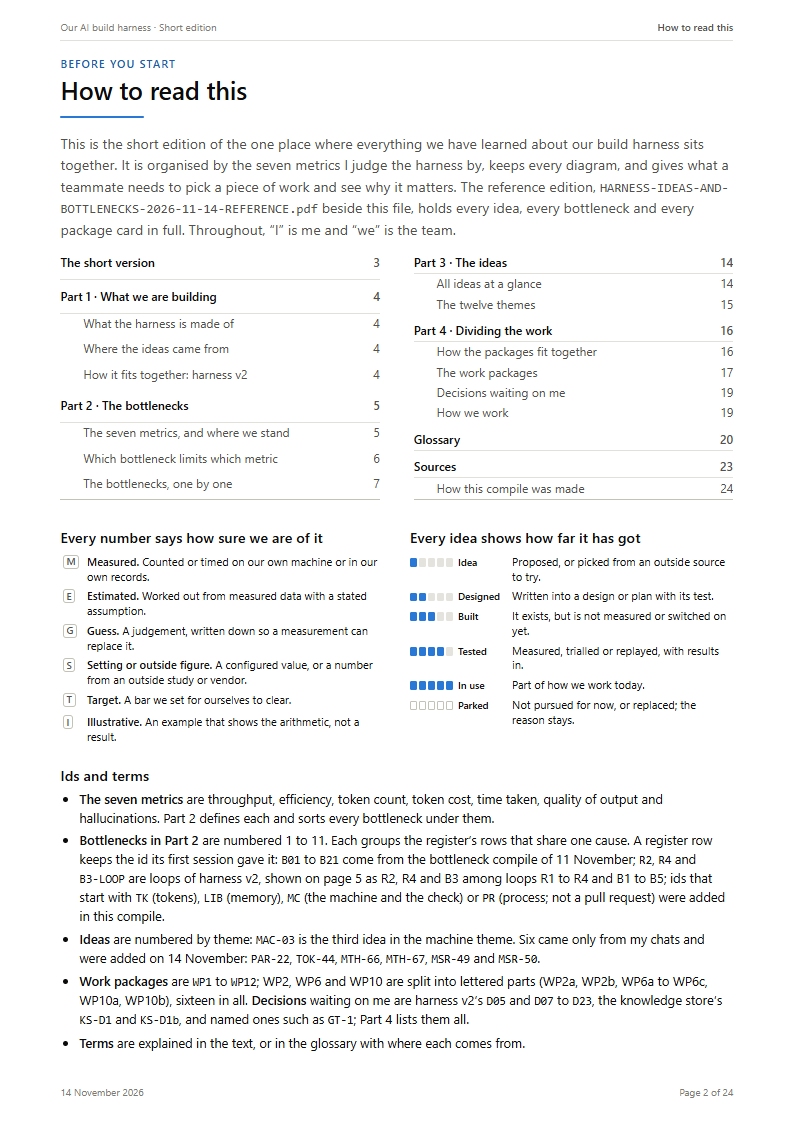 Our AI build harness · Short edition
How to read this
BEFORE YOU START
How to read this
This is the short edition of the one place where everything we have learned about our build harness sits
together. It is organised by the seven metrics I judge the harness by, keeps every diagram, and gives what a
teammate needs to pick a piece of work and see why it matters. The reference edition, HARNESS-IDEAS-AND-
BOTTLENECKS-2026-11-14-REFERENCE.pdf beside this file, holds every idea, every bottleneck and every
package card in full. Throughout, “I” is me and “we” is the team.
The short version 3
Part 1 · What we are building 4
What the harness is made of 4
Where the ideas came from 4
How it fits together: harness v2 4
Part 2 · The bottlenecks 5
The seven metrics, and where we stand 5
Which bottleneck limits which metric 6
The bottlenecks, one by one 7
Part 3 · The ideas 14
All ideas at a glance 14
The twelve themes 15
Part 4 · Dividing the work 16
How the packages fit together 16
The work packages 17
Decisions waiting on me 19
How we work 19
Glossary 20
Sources 23
How this compile was made 24
Every number says how sure we are of it
M Measured. Counted or timed on our own machine or in our
own records.
E Estimated. Worked out from measured data with a stated
assumption.
G Guess. A judgement, written down so a measurement can
replace it.
S Setting or outside figure. A configured value, or a number
from an outside study or vendor.
T Target. A bar we set for ourselves to clear.
I Illustrative. An example that shows the arithmetic, not a
result.
Every idea shows how far it has got
Idea Proposed, or picked from an outside source
to try.
Designed Written into a design or plan with its test.
Built It exists, but is not measured or switched on
yet.
Tested Measured, trialled or replayed, with results
in.
In use Part of how we work today.
Parked Not pursued for now, or replaced; the
reason stays.
Ids and terms
• The seven metrics are throughput, efficiency, token count, token cost, time taken, quality of output and
hallucinations. Part 2 defines each and sorts every bottleneck under them.
• Bottlenecks in Part 2 are numbered 1 to 11. Each groups the register’s rows that share one cause. A register row
keeps the id its first session gave it: B01 to B21 come from the bottleneck compile of 11 November; R2, R4 and
B3-LOOP are loops of harness v2, shown on page 5 as R2, R4 and B3 among loops R1 to R4 and B1 to B5; ids that
start with TK (tokens), LIB (memory), MC (the machine and the check) or PR (process; not a pull request) were added
in this compile.
• Ideas are numbered by theme: MAC-03 is the third idea in the machine theme. Six came only from my chats and
were added on 14 November: PAR-22, TOK-44, MTH-66, MTH-67, MSR-49 and MSR-50.
• Work packages are WP1 to WP12; WP2, WP6 and WP10 are split into lettered parts (WP2a, WP2b, WP6a to WP6c,
WP10a, WP10b), sixteen in all. Decisions waiting on me are harness v2’s D05 and D07 to D23, the knowledge store’s
KS-D1 and KS-D1b, and named ones such as GT-1; Part 4 lists them all.
• Terms are explained in the text, or in the glossary with where each comes from.
14 November 2026
Page 2 of 24